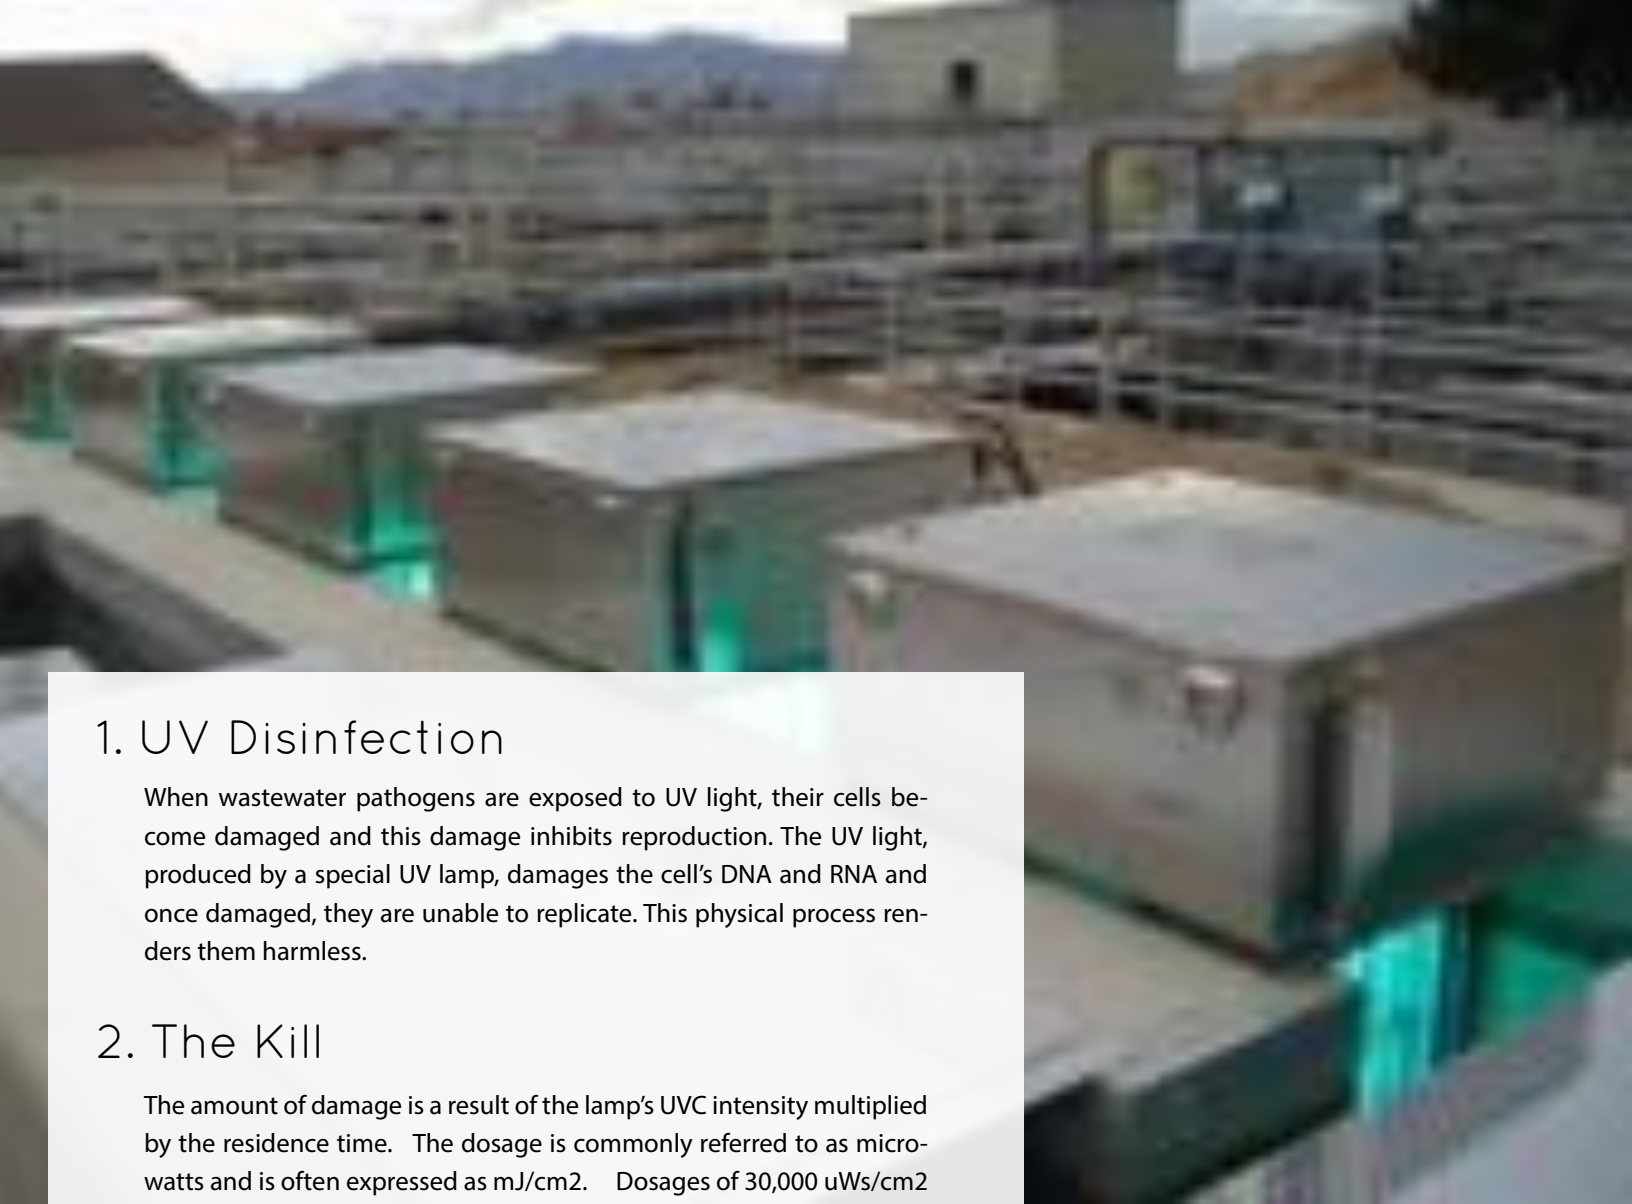 1. UV Disinfection
When wastewater pathogens are exposed to UV light, their cells be-
come damaged and this damage inhibits reproduction. The UV light,
produced by a special UV lamp, damages the cell's DNA and RNA and
once damaged, they are unable to replicate. This physical process ren-
ders them harmless.
2. The Kill
The amount of damage is a result of the lamp's UVC intensity multiplied
by the residence time.   The dosage is commonly referred to as micro-
watts and is often expressed as mJ/cm2.    Dosages of 30,000 uWs/cm2